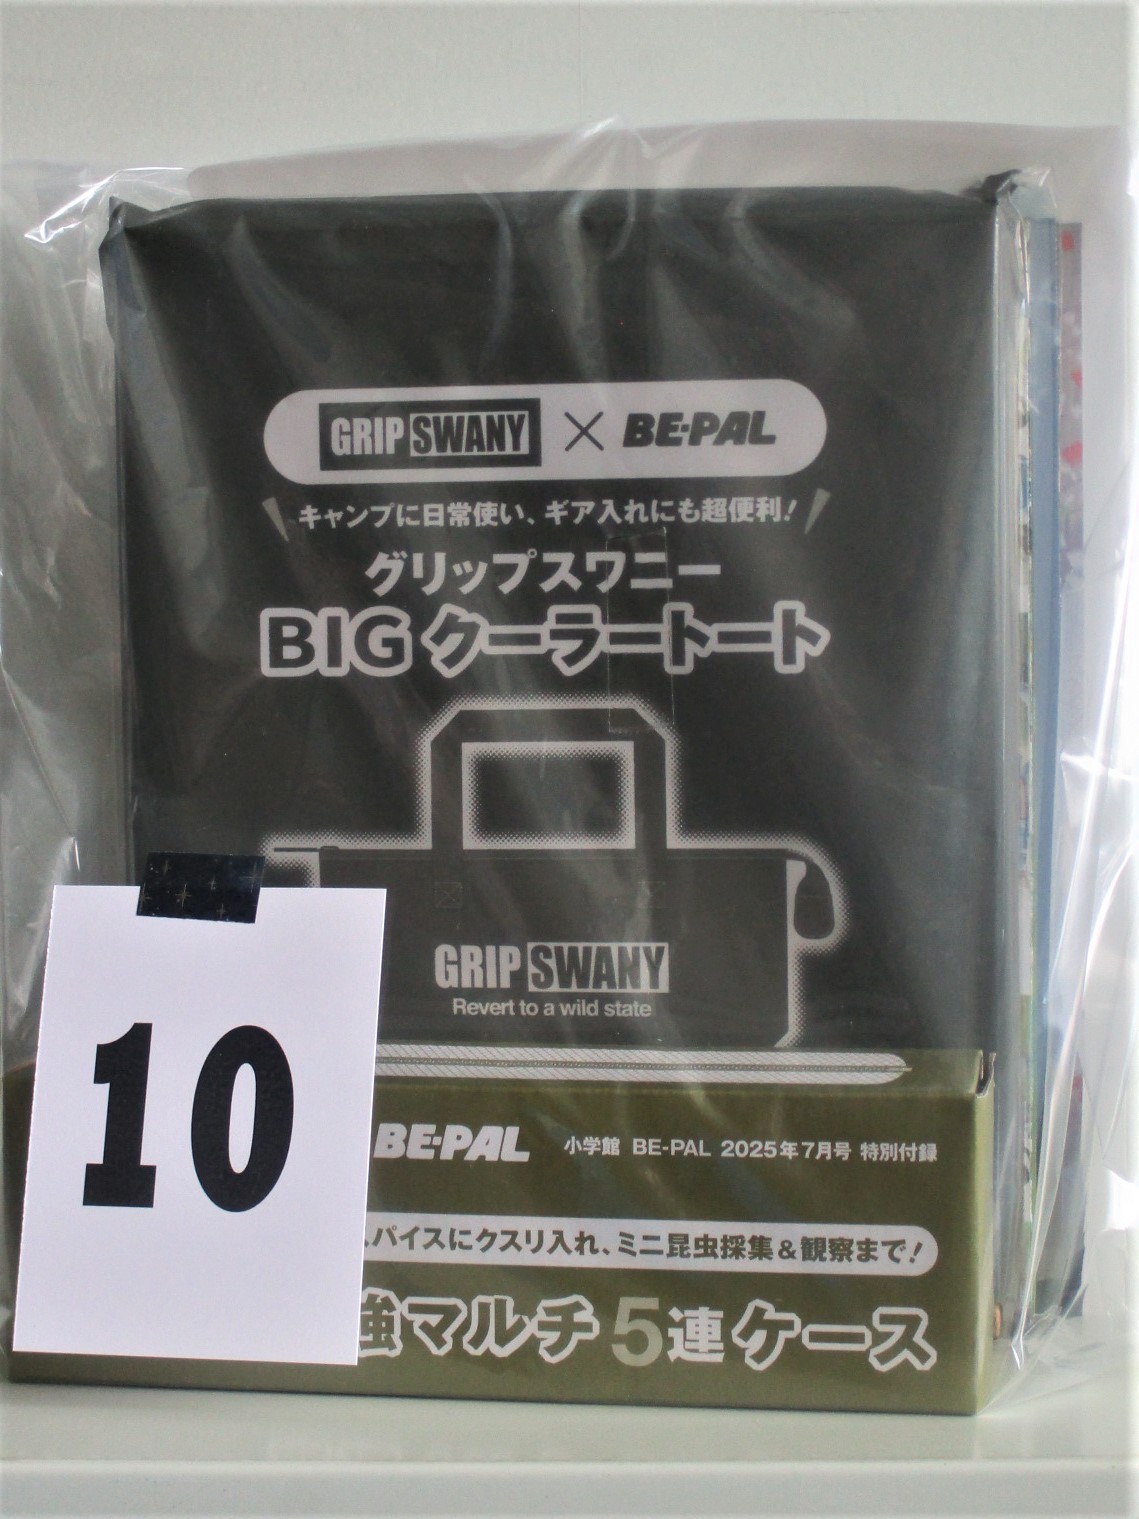 GRIP SWANY × BE-PAL
キャンプに日常使い、ギア入れにも超便利!
グリップスワニー
BIG クーラートート
GRIP SWANY
Revert to a wild state
10
BE-PAL 小学館 BE-PAL 2025年7月号 特別付録
パイスにクスリ入れ、ミニ昆虫採集&観察まで!
強マルチ5連ケース